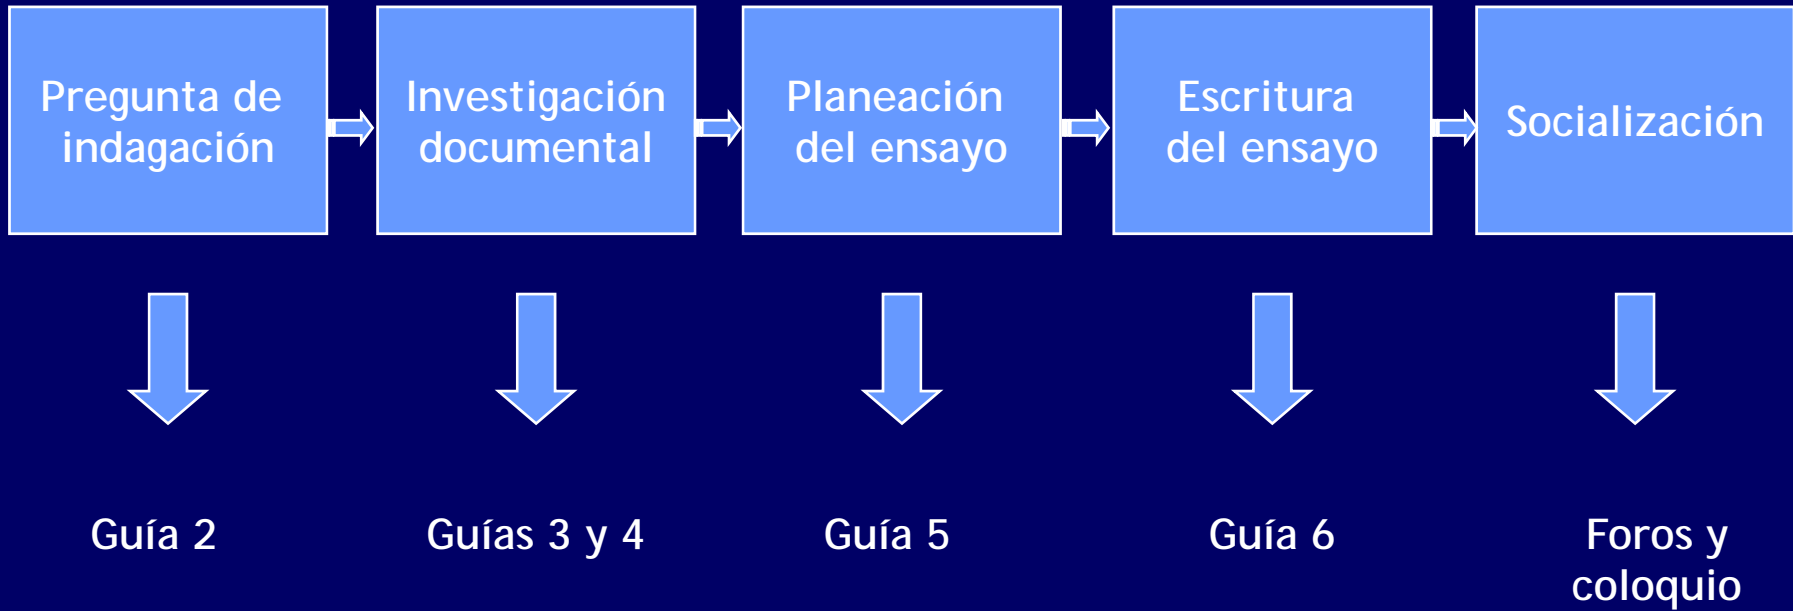 Pregunta de
indagación
Investigación
documental
Planeación
del ensayo
Escritura
del ensayo
Socialización
Guía 2
Guías 3 y 4
Guía 5
Guía 6
Foros y
coloquio